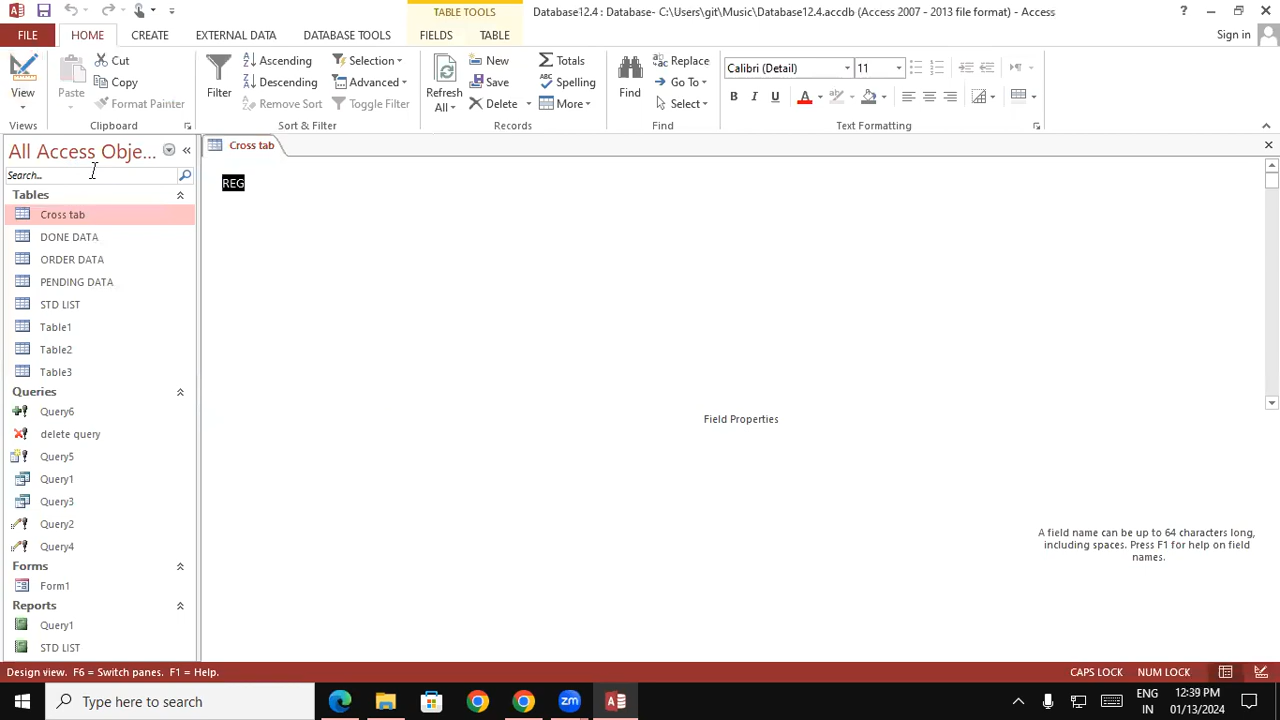 TABLE TOOLS
Database12.4 : Database- C:\Users\git\Music\Database12.4.accdb (Access 2007 - 2013 file format) - Access
?
FILE
HOME
CREATE
EXTERNAL DATA
DATABASE TOOLS
FIELDS
TABLE
Sign in
View
Views
Paste
Cut
Copy
Format Painter
Clipboard
Filter
Ascending
Descending
Remove Sort
Selection
Advanced
Toggle Filter
Sort & Filter
Refresh
All
New
Save
Delete
Totals
Spelling
More
Records
Find
Replace
Go To
Select
Find
Calibri (Detail)
11
B I U
Text Formatting
All Access Obje...
Search...
Tables
Cross tab
DONE DATA
ORDER DATA
PENDING DATA
STD LIST
Table1
Table2
Table3
Queries
Query6
delete query
Query5
Query1
Query3
Query2
Query4
Forms
Form1
Reports
Query1
STD LIST
Cross tab
REG
Field Properties
A field name can be up to 64 characters long,
including spaces. Press F1 for help on field
names.
Design view. F6 = Switch panes. F1 = Help.
CAPS LOCK
NUM LOCK
Type here to search
zm
ENG
IN
12:39 PM
01/13/2024